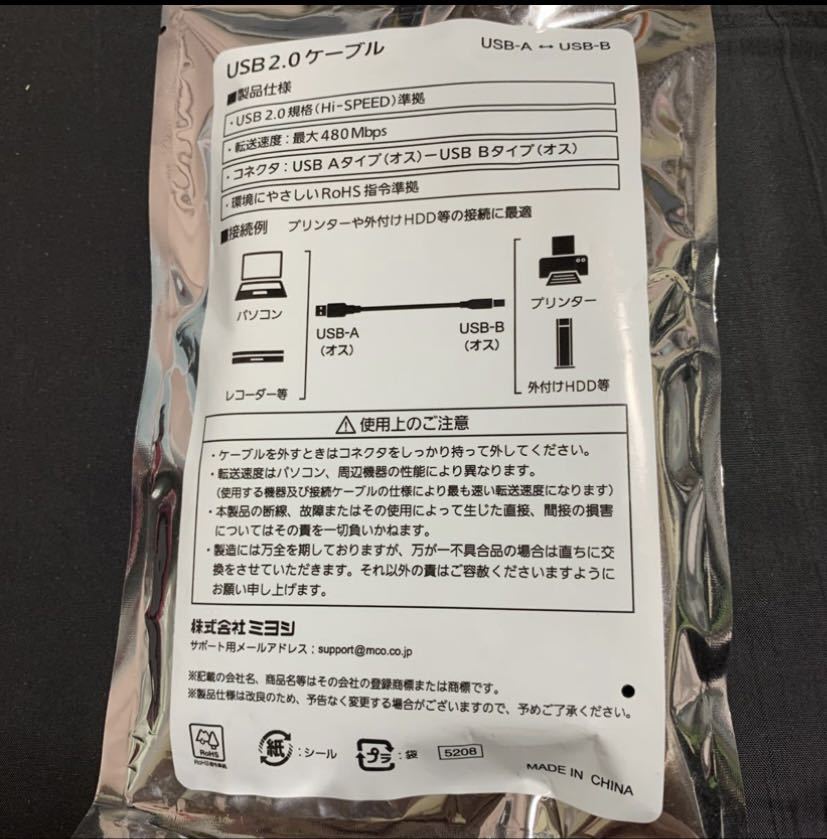 USB 2.0 ケーブル
USB-A ↔ USB-B
■製品仕様
・USB 2.0 規格(Hi-SPEED)準拠
・転送速度：最大 480 Mbps
・コネクタ：USB Aタイプ(オス)－USB Bタイプ(オス)
・環境にやさしいRoHS 指令準拠
■接続例 プリンターや外付けHDD等の接続に最適
パソコン
レコーダー等
USB-A
(オス)
USB-B
(オス)
プリンター
外付けHDD等
⚠使用上のご注意
・ケーブルを外すときはコネクタをしっかり持って外してください。
・転送速度はパソコン、周辺機器の性能により異なります。
(使用する機器及び接続ケーブルの仕様により最も速い転送速度になります)
・本製品の断線、故障またはその使用によって生じた直接、間接の損害
についてはその責を一切負いかねます。
・製造には万全を期しておりますが、万が一不具合品の場合は直ちに交
換をさせていただきます。それ以外の責はご容赦くださいますように
お願い申し上げます。
株式会社ミヨシ
サポート用メールアドレス：support@mco.co.jp
※記載の会社名、商品名等はその会社の登録商標または商標です。
※製品仕様は改良のため、予告なく変更する場合がございますので、予めご了承ください。
RoHS
RoHS指令準拠
紙：シール
プラ：袋
5208
MADE IN CHINA